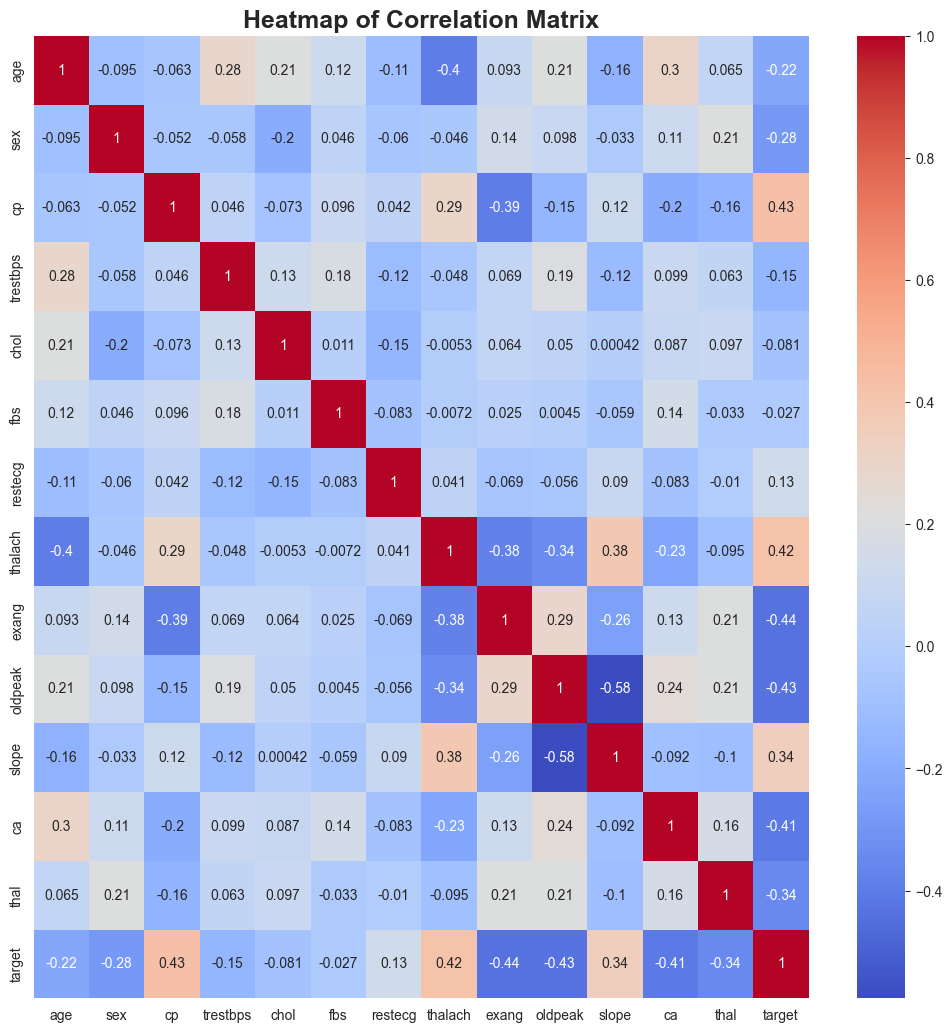 Heatmap of Correlation Matrix
age 1 -0.095 -0.063 0.28 0.21 0.12 -0.11 -0.4 0.093 0.21 -0.16 0.3 0.065 -0.22
sex -0.095 1 -0.052 -0.058 -0.2 0.046 -0.06 -0.046 0.14 0.098 -0.033 0.11 0.21 -0.28
cp -0.063 -0.052 1 0.046 -0.073 0.096 0.042 0.29 -0.39 -0.15 0.12 -0.2 -0.16 0.43
trestbps 0.28 -0.058 0.046 1 0.13 0.18 -0.12 -0.048 0.069 0.19 -0.12 0.099 0.063 -0.15
chol 0.21 -0.2 -0.073 0.13 1 0.011 -0.15 -0.0053 0.064 0.05 0.00042 0.087 0.097 -0.081
fbs 0.12 0.046 0.096 0.18 0.011 1 -0.083 -0.0072 0.025 0.0045 -0.059 0.14 -0.033 -0.027
restecg -0.11 -0.06 0.042 -0.12 -0.15 -0.083 1 0.041 -0.069 -0.056 0.09 -0.083 -0.01 0.13
thalach -0.4 -0.046 0.29 -0.048 -0.0053 -0.0072 0.041 1 -0.38 -0.34 0.38 -0.23 -0.095 0.42
exang 0.093 0.14 -0.39 0.069 0.064 0.025 -0.069 -0.38 1 0.29 -0.26 0.13 0.21 -0.44
oldpeak 0.21 0.098 -0.15 0.19 0.05 0.0045 -0.056 -0.34 0.29 1 -0.58 0.24 0.21 -0.43
slope -0.16 -0.033 0.12 -0.12 0.00042 -0.059 0.09 0.38 -0.26 -0.58 1 -0.092 -0.1 0.34
ca 0.3 0.11 -0.2 0.099 0.087 0.14 -0.083 -0.23 0.13 0.24 -0.092 1 0.16 -0.41
thal 0.065 0.21 -0.16 0.063 0.097 -0.033 -0.01 -0.095 0.21 0.21 -0.1 0.16 1 -0.34
target -0.22 -0.28 0.43 -0.15 -0.081 -0.027 0.13 0.42 -0.44 -0.43 0.34 -0.41 -0.34 1
age sex cp trestbps chol fbs restecg thalach exang oldpeak slope ca thal target
1.0
0.8
0.6
0.4
0.2
0.0
−0.2
−0.4